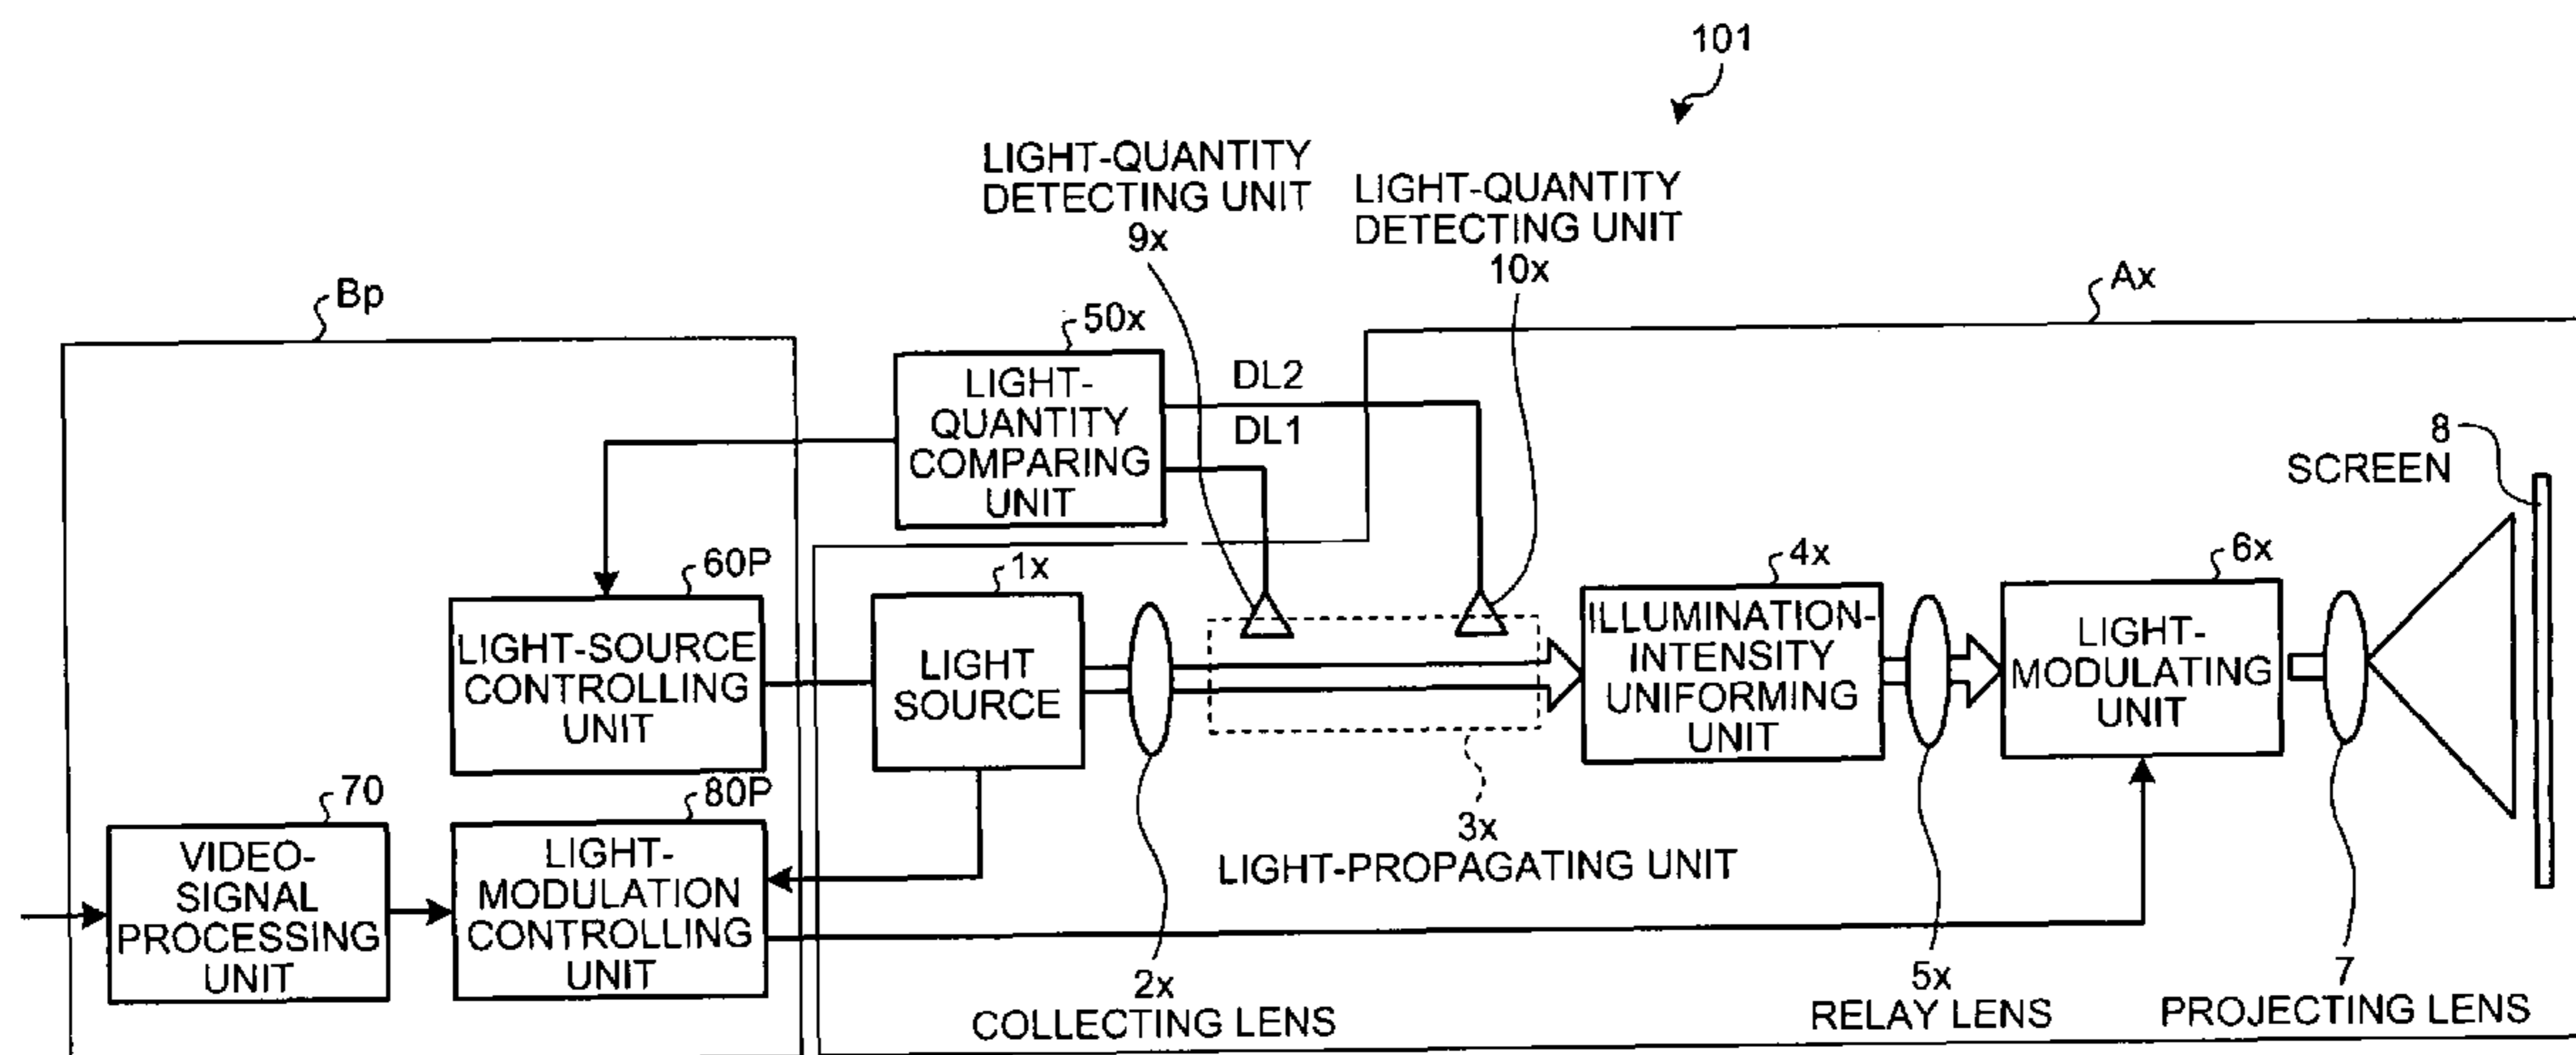 101
LIGHT-QUANTITY
DETECTING UNIT
9x
LIGHT-QUANTITY
DETECTING UNIT
10x
Bp
Ax
50x
LIGHT-
QUANTITY
COMPARING
UNIT
DL2
DL1
8
SCREEN
60P
LIGHT-SOURCE
CONTROLLING
UNIT
1x
LIGHT
SOURCE
4x
ILLUMINATION-
INTENSITY
UNIFORMING
UNIT
6x
LIGHT-
MODULATING
UNIT
70
VIDEO-
SIGNAL
PROCESSING
UNIT
80P
LIGHT-
MODULATION
CONTROLLING
UNIT
3x
LIGHT-PROPAGATING UNIT
2x
COLLECTING LENS
5x
RELAY LENS
7
PROJECTING LENS